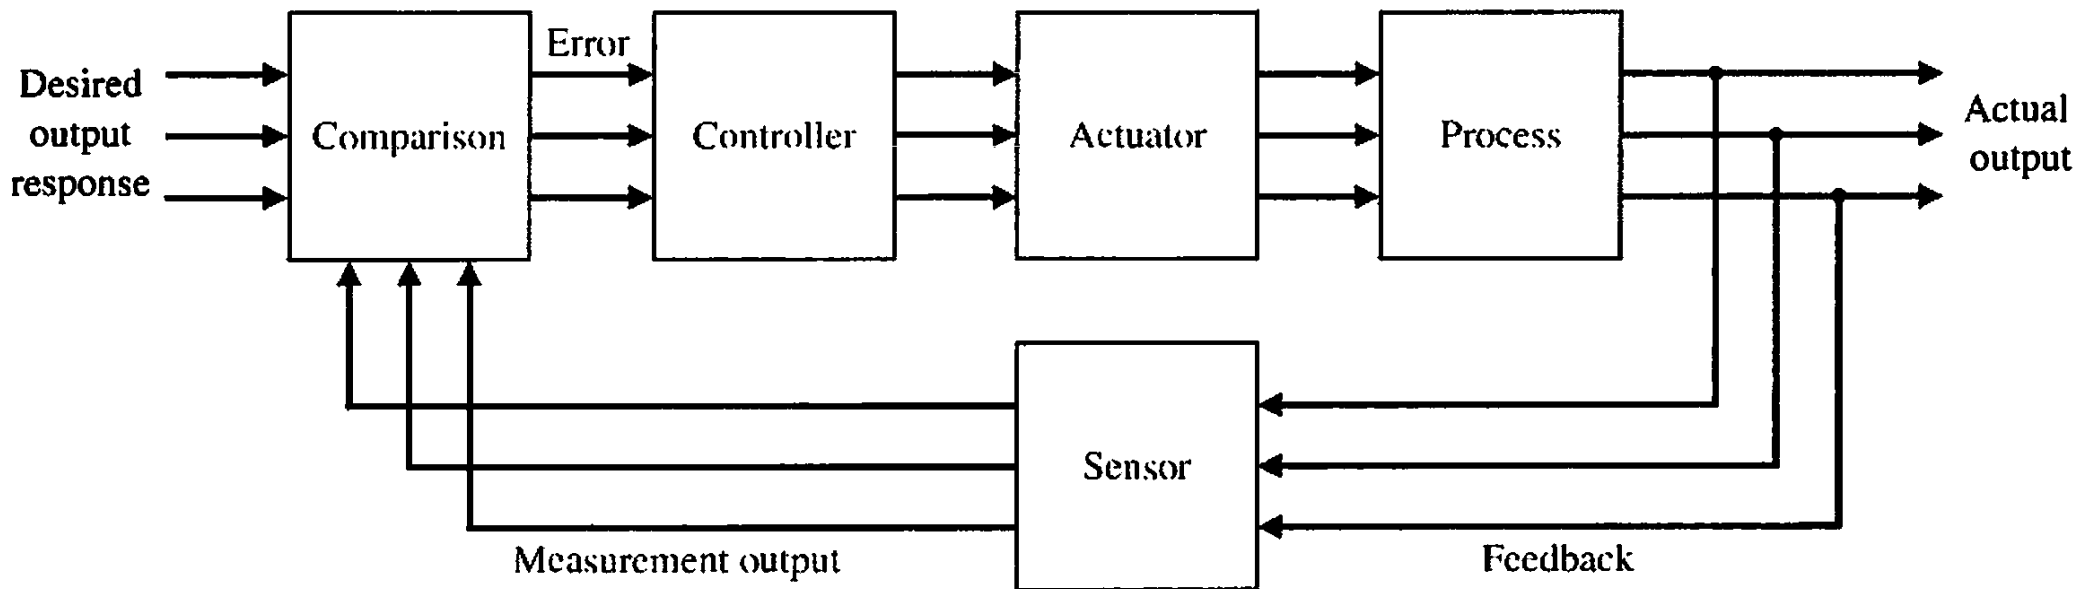 Desired
output
response
Comparison
Error
Controller
Actuator
Process
Actual
output
Sensor
Measurement output
Feedback